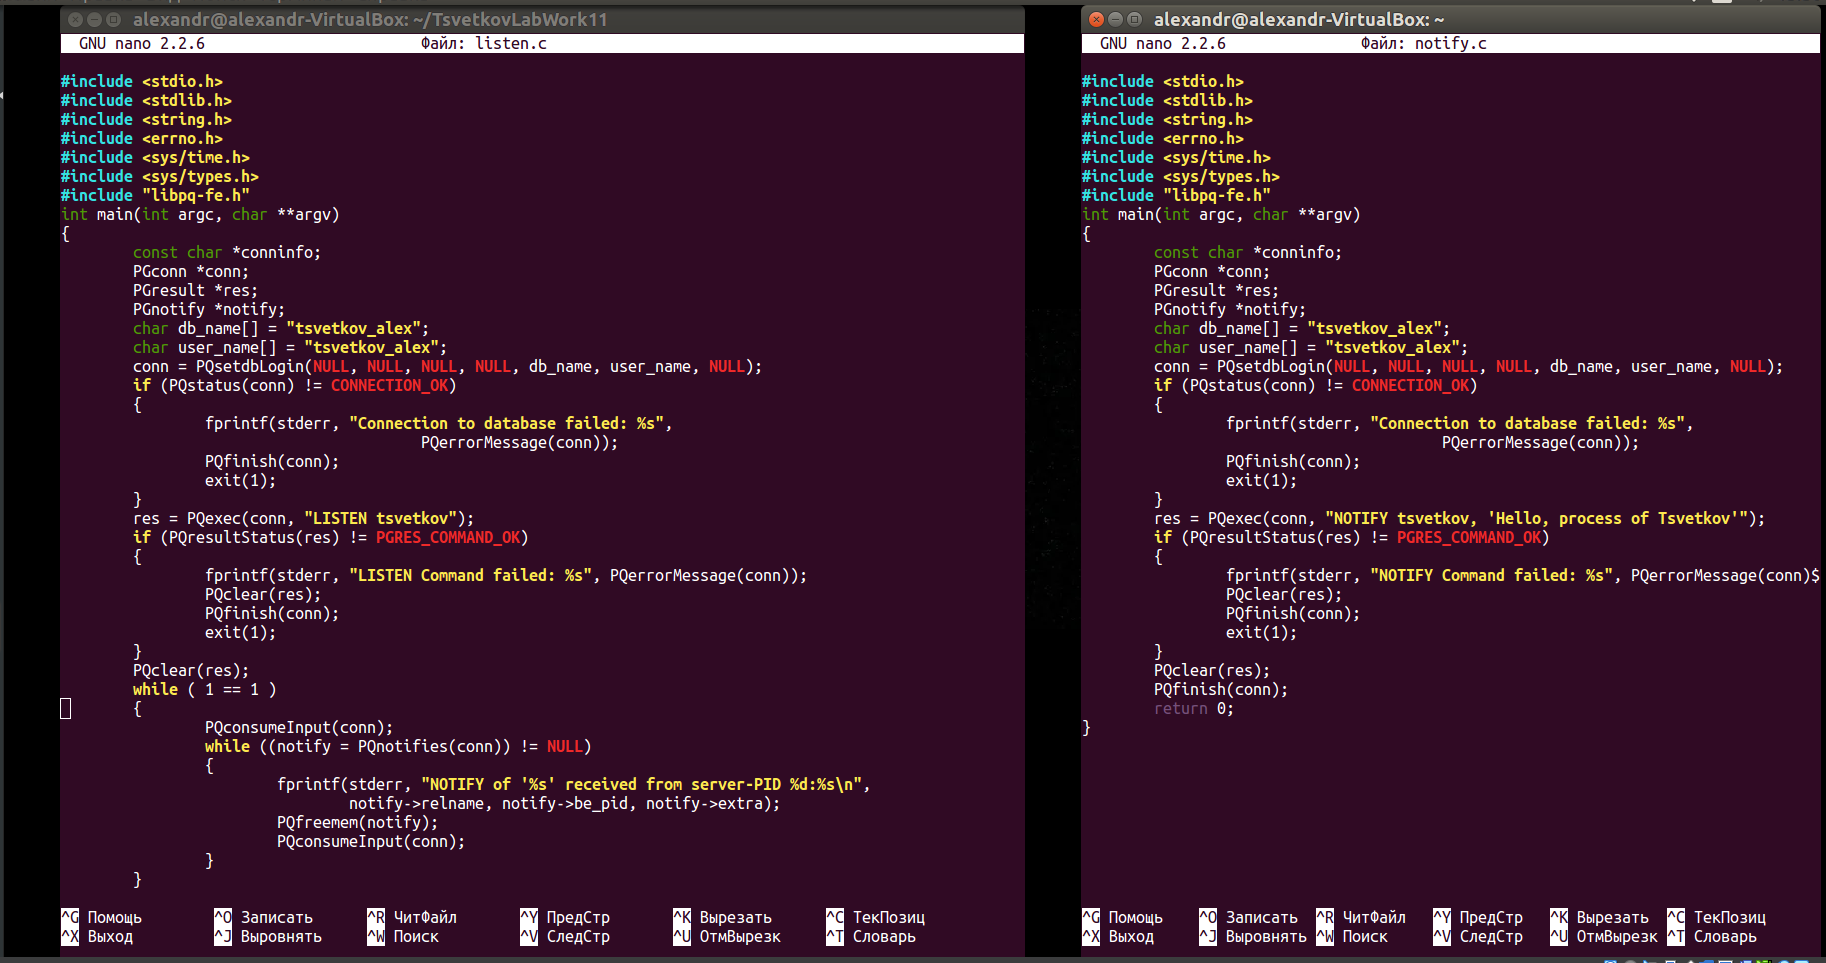 alexandr@alexandr-VirtualBox: ~/TsvetkovLabWork11
GNU nano 2.2.6 Файл: listen.c
#include <stdio.h>
#include <stdlib.h>
#include <string.h>
#include <errno.h>
#include <sys/time.h>
#include <sys/types.h>
#include "libpq-fe.h"
int main(int argc, char **argv)
{
const char *conninfo;
PGconn *conn;
PGresult *res;
PGnotify *notify;
char db_name[] = "tsvetkov_alex";
char user_name[] = "tsvetkov_alex";
conn = PQsetdbLogin(NULL, NULL, NULL, NULL, db_name, user_name, NULL);
if (PQstatus(conn) != CONNECTION_OK)
{
fprintf(stderr, "Connection to database failed: %s",
PQerrorMessage(conn));
PQfinish(conn);
exit(1);
}
res = PQexec(conn, "LISTEN tsvetkov");
if (PQresultStatus(res) != PGRES_COMMAND_OK)
{
fprintf(stderr, "LISTEN Command failed: %s", PQerrorMessage(conn));
PQclear(res);
PQfinish(conn);
exit(1);
}
PQclear(res);
while ( 1 == 1 )
{
PQconsumeInput(conn);
while ((notify = PQnotifies(conn)) != NULL)
{
fprintf(stderr, "NOTIFY of '%s' received from server-PID %d:%s\n",
notify->relname, notify->be_pid, notify->extra);
PQfreemem(notify);
PQconsumeInput(conn);
}
}
^G Помощь ^O Записать ^R ЧитФайл ^Y ПредСтр ^K Вырезать ^C ТекПозиц
^X Выход ^J Выровнять ^W Поиск ^V СледСтр ^U ОтмВырезк ^T Словарь
alexandr@alexandr-VirtualBox: ~
GNU nano 2.2.6 Файл: notify.c
#include <stdio.h>
#include <stdlib.h>
#include <string.h>
#include <errno.h>
#include <sys/time.h>
#include <sys/types.h>
#include "libpq-fe.h"
int main(int argc, char **argv)
{
const char *conninfo;
PGconn *conn;
PGresult *res;
PGnotify *notify;
char db_name[] = "tsvetkov_alex";
char user_name[] = "tsvetkov_alex";
conn = PQsetdbLogin(NULL, NULL, NULL, NULL, db_name, user_name, NULL);
if (PQstatus(conn) != CONNECTION_OK)
{
fprintf(stderr, "Connection to database failed: %s",
PQerrorMessage(conn));
PQfinish(conn);
exit(1);
}
res = PQexec(conn, "NOTIFY tsvetkov, 'Hello, process of Tsvetkov'");
if (PQresultStatus(res) != PGRES_COMMAND_OK)
{
fprintf(stderr, "NOTIFY Command failed: %s", PQerrorMessage(conn)$
PQclear(res);
PQfinish(conn);
exit(1);
}
PQclear(res);
PQfinish(conn);
return 0;
}
^G Помощь ^O Записать ^R ЧитФайл ^Y ПредСтр ^K Вырезать ^C ТекПозиц
^X Выход ^J Выровнять ^W Поиск ^V СледСтр ^U ОтмВырезк ^T Словарь